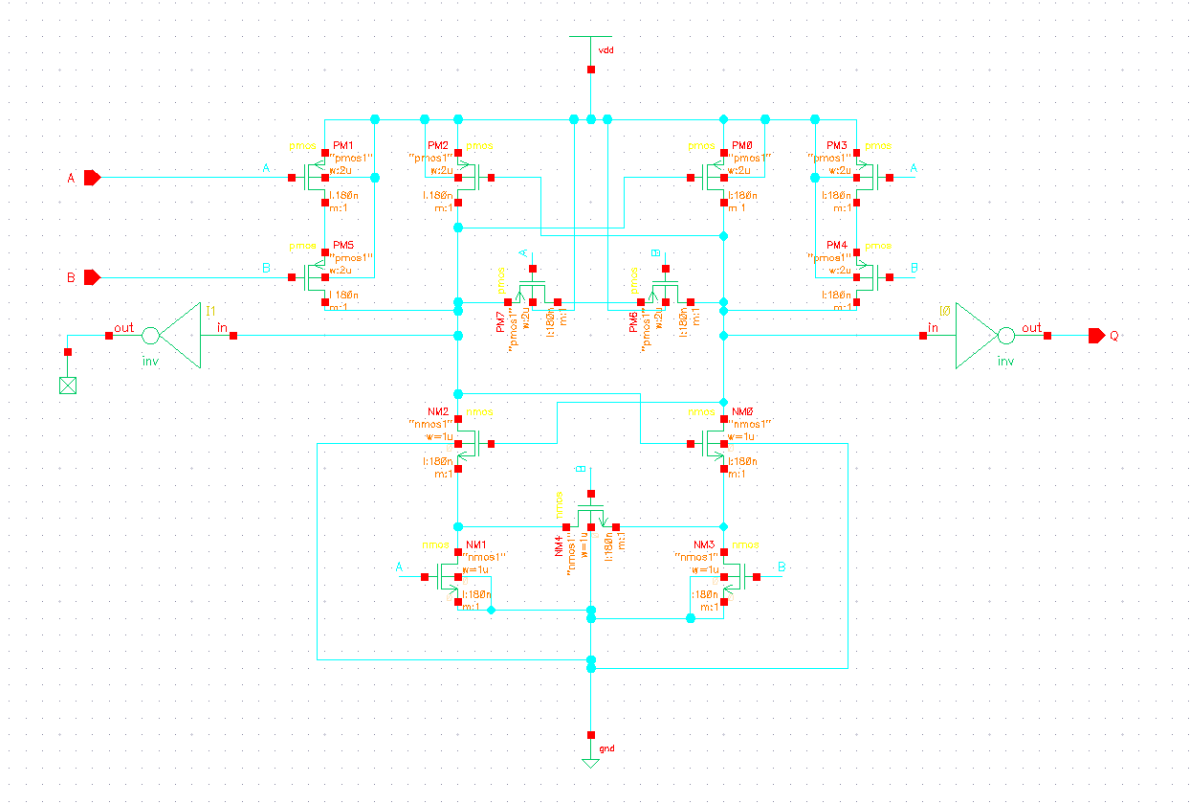 vdd
pmos
PM1
"pmos1"
w:2u
l:180n
m:1
A
A
pmos
PM2
"pmos1"
w:2u
l:180n
m:1
pmos
PM0
"pmos1"
w:2u
l:180n
m:1
pmos
PM3
"pmos1"
w:2u
l:180n
m:1
A
pmos
PM5
"pmos1"
w:2u
l:180n
m:1
B
B
A
pmos
PM7
"pmos1"
w:2u
l:180n
m:1
B
pmos
PM6
"pmos1"
w:2u
l:180n
m:1
pmos
PM4
"pmos1"
w:2u
l:180n
m:1
B
out
I1
in
inv
I0
in
out
Q
inv
NM2
nmos
"nmos1"
w=1u
l:180n
m:1
NM0
nmos
"nmos1"
w=1u
l:180n
m:1
B
nmos
NM4
"nmos1"
w=1u
l:180n
m:1
nmos
NM1
"nmos1"
w=1u
l:180n
m:1
A
NM3
nmos
"nmos1"
w=1u
:180n
m:1
B
gnd